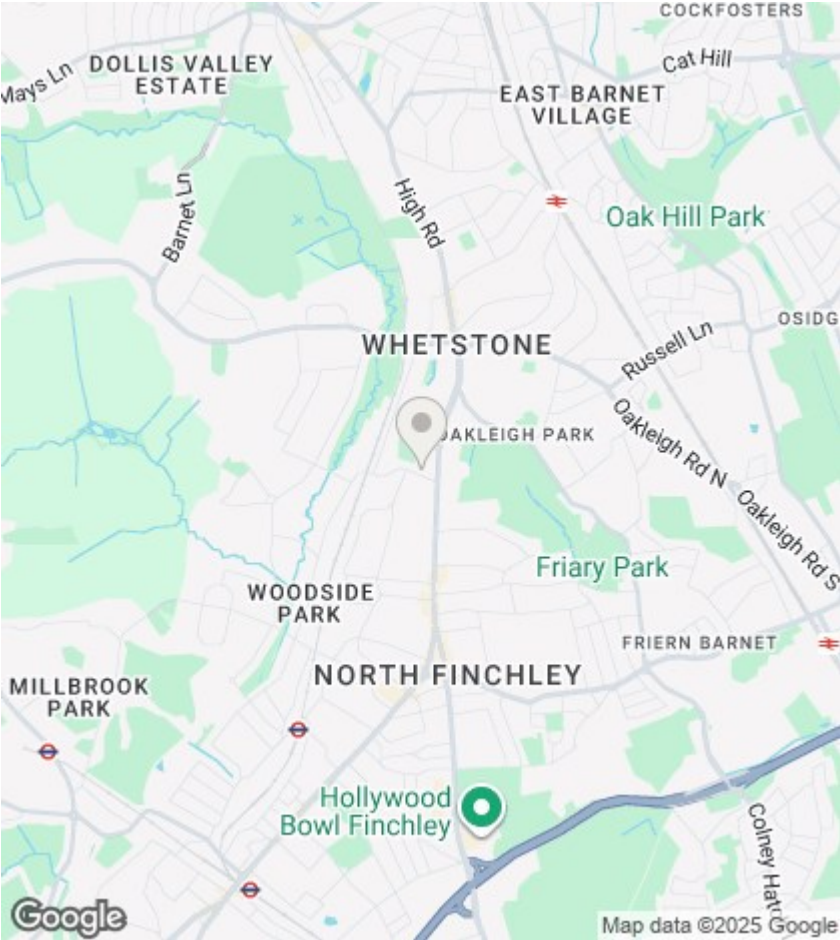 COCKFOSTERS
Mays Ln
DOLLIS VALLEY
ESTATE
Cat Hill
EAST BARNET
VILLAGE
Barnet Ln
High Rd
Oak Hill Park
WHETSTONE
OSIDG
Russell Ln
OAKLEIGH PARK
Oakleigh Rd N
Oakleigh Rd S
Friary Park
WOODSIDE
PARK
FRIERN BARNET
NORTH FINCHLEY
MILLBROOK
PARK
Hollywood
Bowl Finchley
Colney Hatc
Google
Map data ©2025 Google